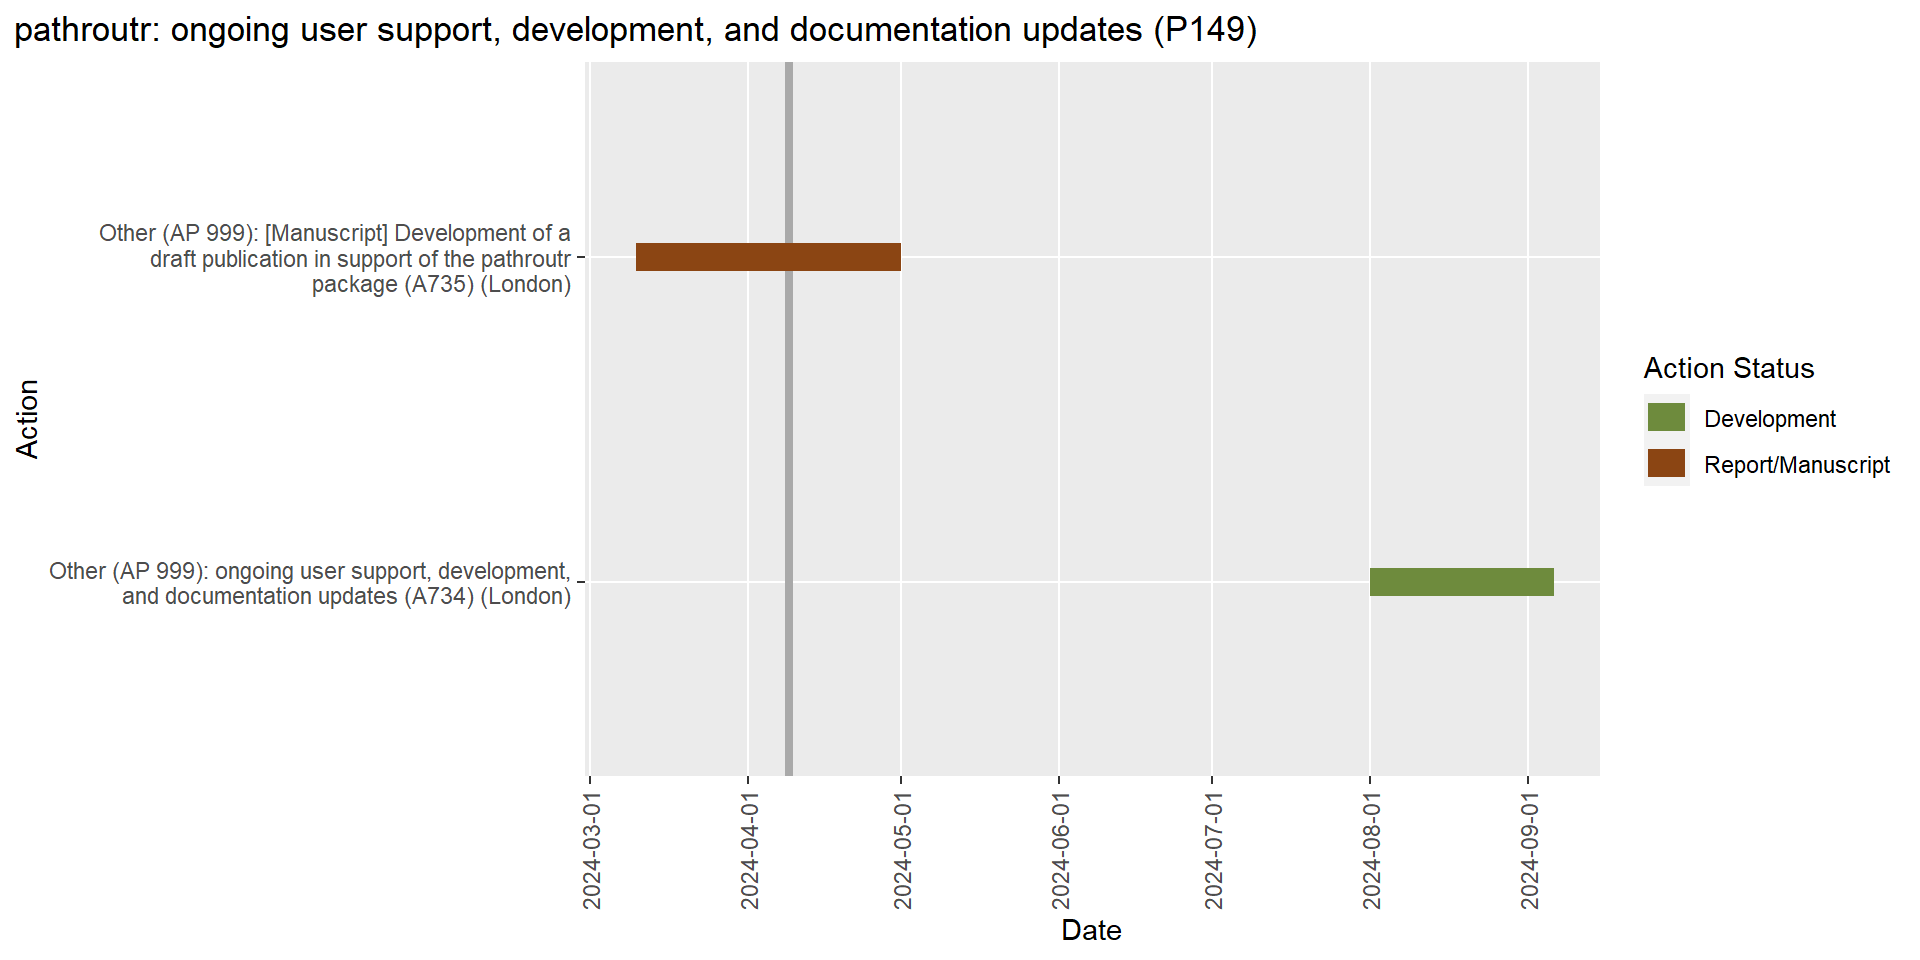 pathroutr: ongoing user support, development, and documentation updates (P149)
Action
Other (AP 999): [Manuscript] Development of a
draft publication in support of the pathroutr
package (A735) (London)
Other (AP 999): ongoing user support, development,
and documentation updates (A734) (London)
2024-03-01
2024-04-01
2024-05-01
2024-06-01
2024-07-01
2024-08-01
2024-09-01
Date
Action Status
Development
Report/Manuscript